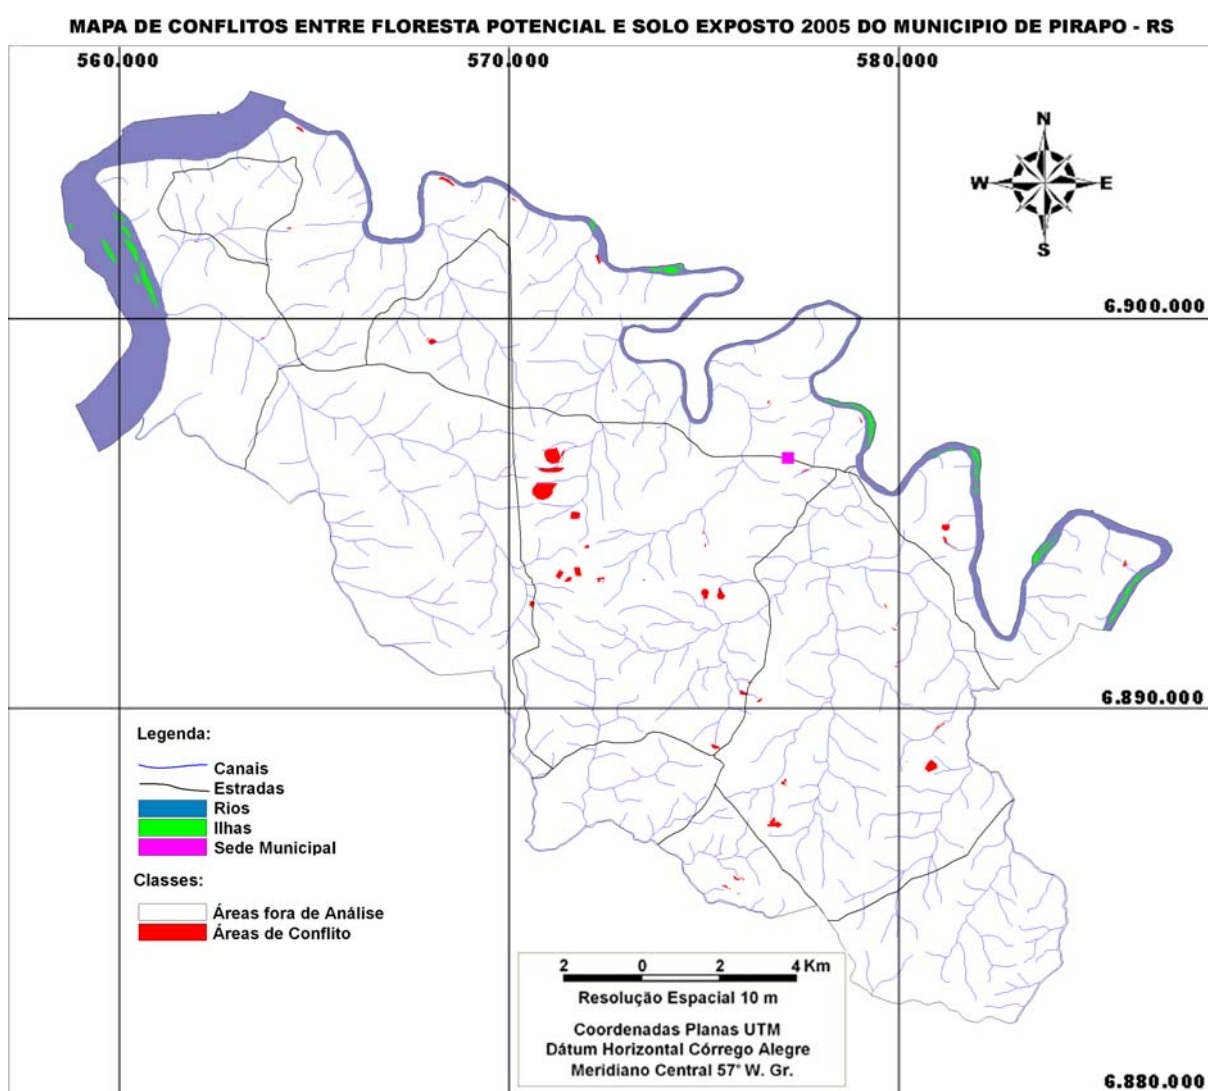 MAPA DE CONFLITOS ENTRE FLORESTA POTENCIAL E SOLO EXPOSTO 2005 DO MUNICIPIO DE PIRAPO - RS
560.000 570.000 580.000
N
W E
S
6.900.000
6.890.000
Legenda:
Canais
Estradas
Rios
Ilhas
Sede Municipal
Classes:
Áreas fora de Análise
Áreas de Conflito
2 0 2 4 Km
Resolução Espacial 10 m
Coordenadas Planas UTM
Dátum Horizontal Córrego Alegre
Meridiano Central 57° W. Gr.
6.880.000